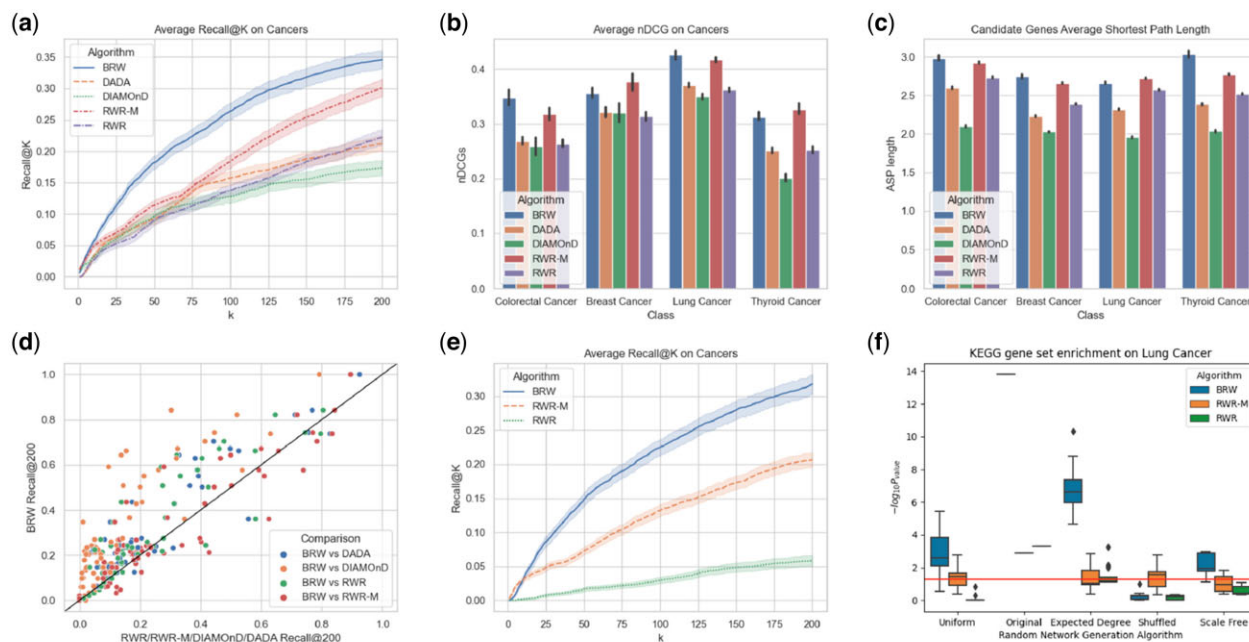 (a)
Average Recall@K on Cancers
Algorithm
BRW
DADA
DIAMOnD
RWR-M
RWR
Recall@K
0.35
0.30
0.25
0.20
0.15
0.10
0.05
0.00
0 25 50 75 100 125 150 175 200
k
(b)
Average nDCG on Cancers
nDCGs
0.4
0.3
0.2
0.1
0.0
Algorithm
BRW
DADA
DIAMOnD
RWR-M
RWR
Colorectal Cancer Breast Cancer Lung Cancer Thyroid Cancer
Class
(c)
Candidate Genes Average Shortest Path Length
ASP length
3.0
2.5
2.0
1.5
1.0
0.5
0.0
Algorithm
BRW
DADA
DIAMOnD
RWR-M
RWR
Colorectal Cancer Breast Cancer Lung Cancer Thyroid Cancer
Class
(d)
BRW Recall@200
1.0
0.8
0.6
0.4
0.2
0.0
Comparison
BRW vs DADA
BRW vs DIAMOnD
BRW vs RWR
BRW vs RWR-M
0.0 0.2 0.4 0.6 0.8 1.0
RWR/RWR-M/DIAMOnD/DADA Recall@200
(e)
Average Recall@K on Cancers
Algorithm
BRW
RWR-M
RWR
Recall@K
0.30
0.25
0.20
0.15
0.10
0.05
0.00
0 25 50 75 100 125 150 175 200
k
(f)
KEGG gene set enrichment on Lung Cancer
Algorithm
BRW
RWR-M
RWR
−log10Pvalue
14
12
10
8
6
4
2
0
Uniform Original Expected Degree Shuffled Scale Free
Random Network Generation Algorithm